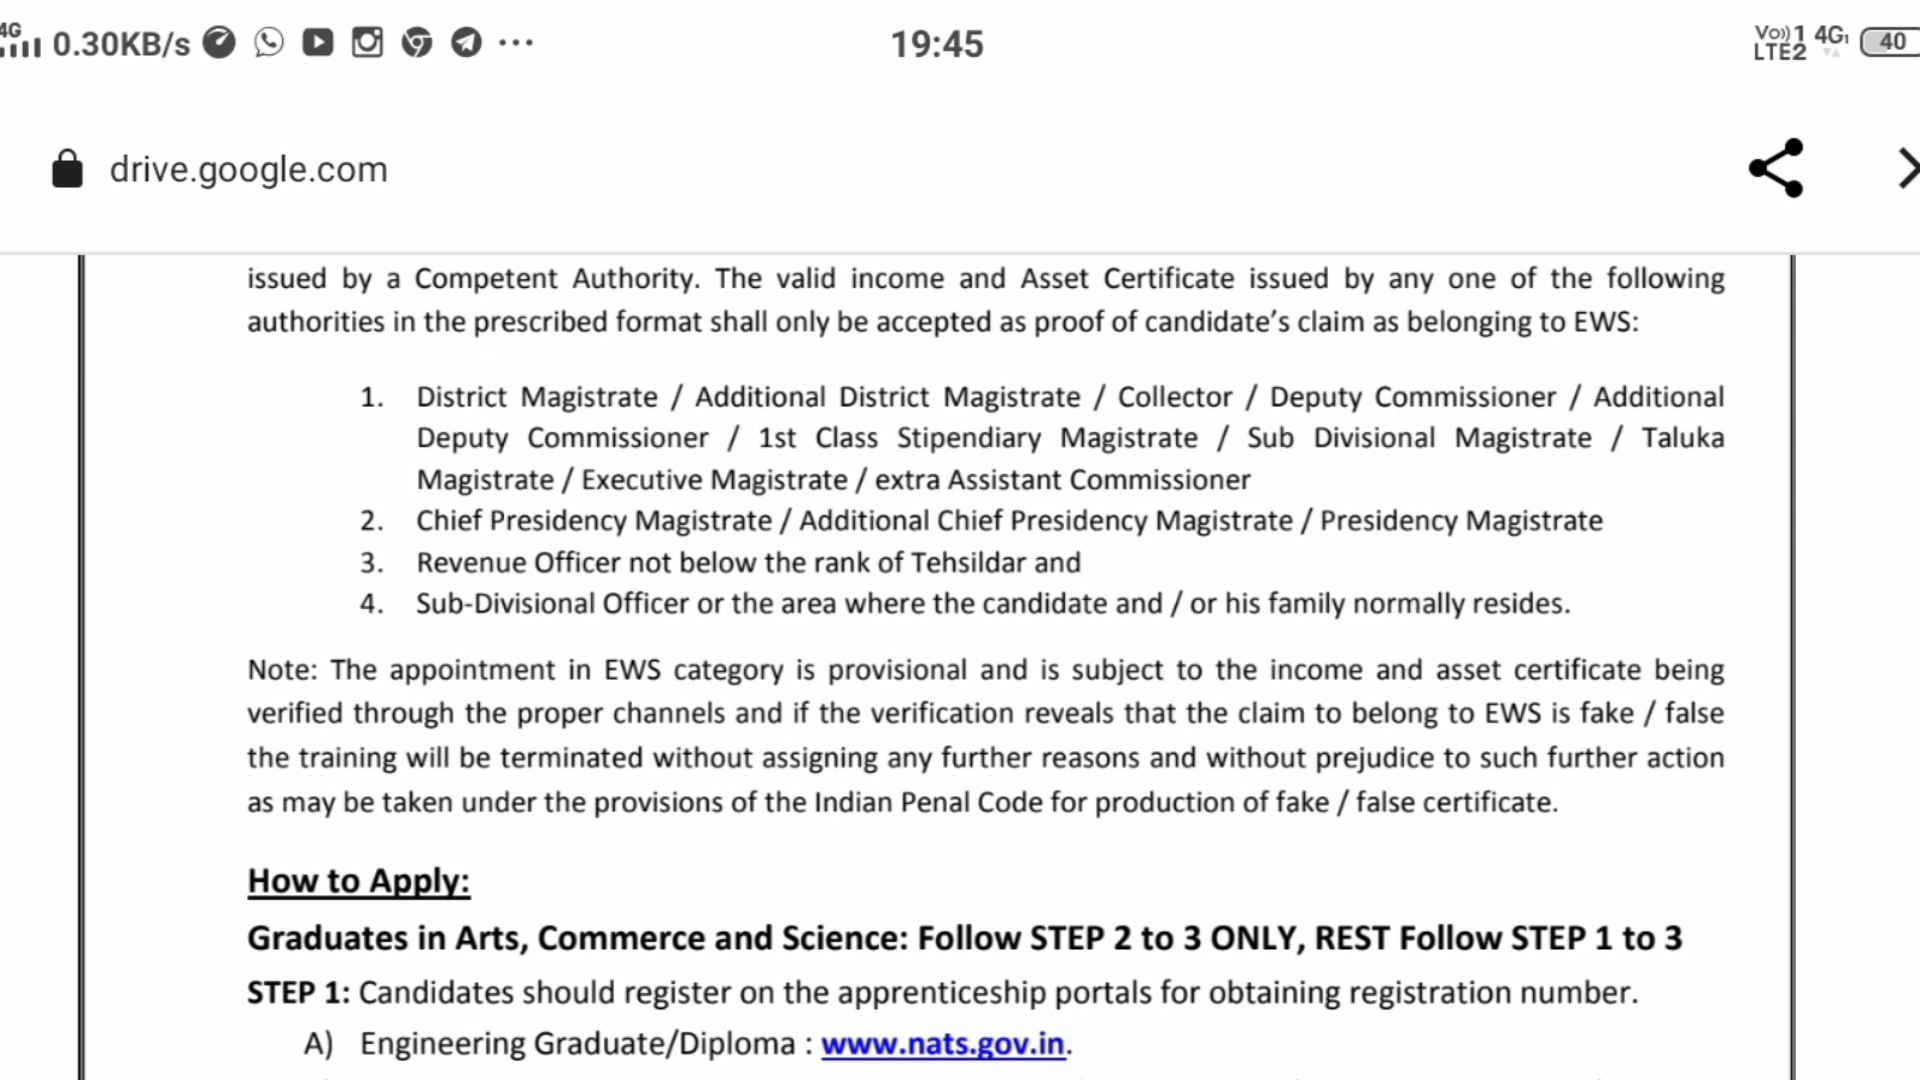 4G 0.30KB/s 19:45 Vo)) 1 4G 40
LTE2
drive.google.com
issued by a Competent Authority. The valid income and Asset Certificate issued by any one of the following
authorities in the prescribed format shall only be accepted as proof of candidate’s claim as belonging to EWS:
1. District Magistrate / Additional District Magistrate / Collector / Deputy Commissioner / Additional
Deputy Commissioner / 1st Class Stipendiary Magistrate / Sub Divisional Magistrate / Taluka
Magistrate / Executive Magistrate / extra Assistant Commissioner
2. Chief Presidency Magistrate / Additional Chief Presidency Magistrate / Presidency Magistrate
3. Revenue Officer not below the rank of Tehsildar and
4. Sub-Divisional Officer or the area where the candidate and / or his family normally resides.
Note: The appointment in EWS category is provisional and is subject to the income and asset certificate being
verified through the proper channels and if the verification reveals that the claim to belong to EWS is fake / false
the training will be terminated without assigning any further reasons and without prejudice to such further action
as may be taken under the provisions of the Indian Penal Code for production of fake / false certificate.
How to Apply:
Graduates in Arts, Commerce and Science: Follow STEP 2 to 3 ONLY, REST Follow STEP 1 to 3
STEP 1: Candidates should register on the apprenticeship portals for obtaining registration number.
A) Engineering Graduate/Diploma : www.nats.gov.in.